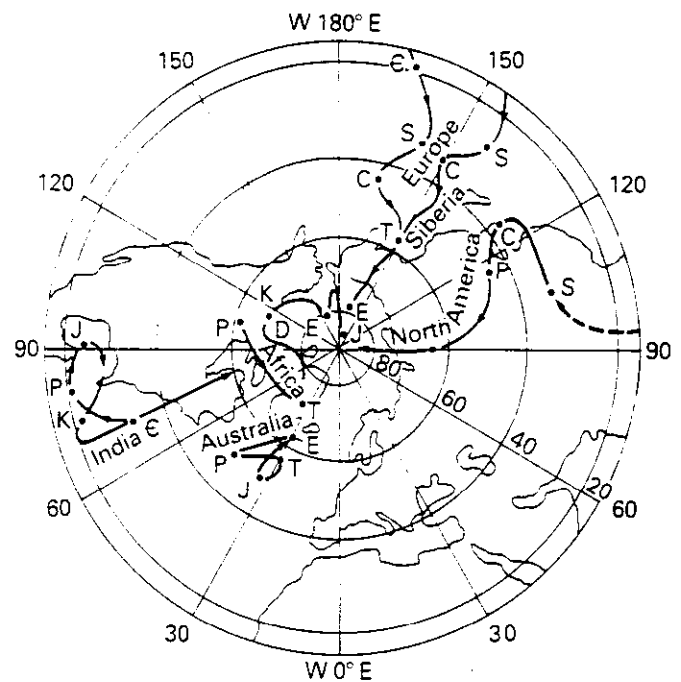 W 180° E
150
150
Є.
S
S
Europe
C
C
120
120
T
Siberia
C
P
S
North
America
K
P
D
E
E
J
J
90
90
80
P
K
Africa
T
India Є
Australia
E
P
T
J
60
40
20
60
60
30
30
W 0° E